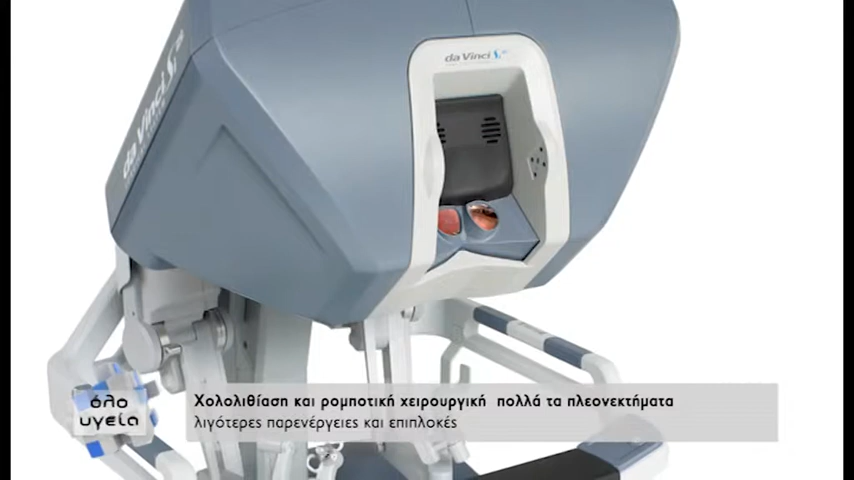 da Vinci S
da Vinci S
Χολολιθίαση και ρομποτική χειρουργική πολλά τα πλεονεκτήματα
λιγότερες παρενέργειες και επιπλοκές
όλο
υγεία